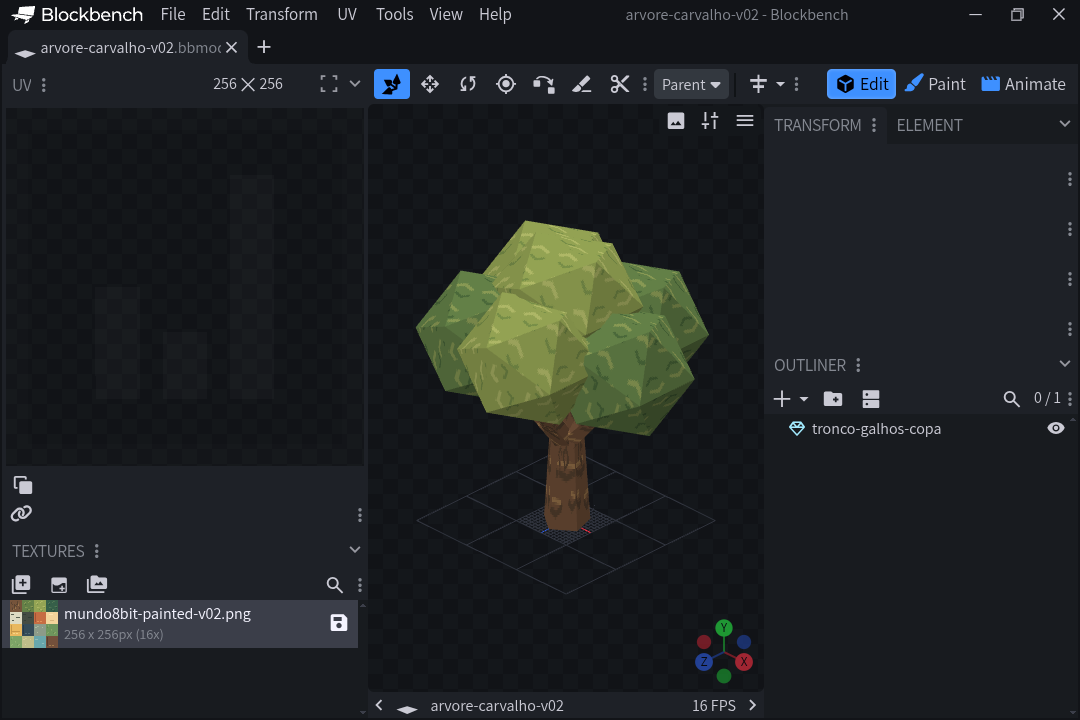 Blockbench File Edit Transform UV Tools View Help arvore-carvalho-v02 - Blockbench
arvore-carvalho-v02.bbmoc
UV 256 × 256 Parent Edit Paint Animate
TRANSFORM ELEMENT
OUTLINER
0 / 1
tronco-galhos-copa
TEXTURES
mundo8bit-painted-v02.png
256 x 256px (16x)
Y
Z X
arvore-carvalho-v02 16 FPS